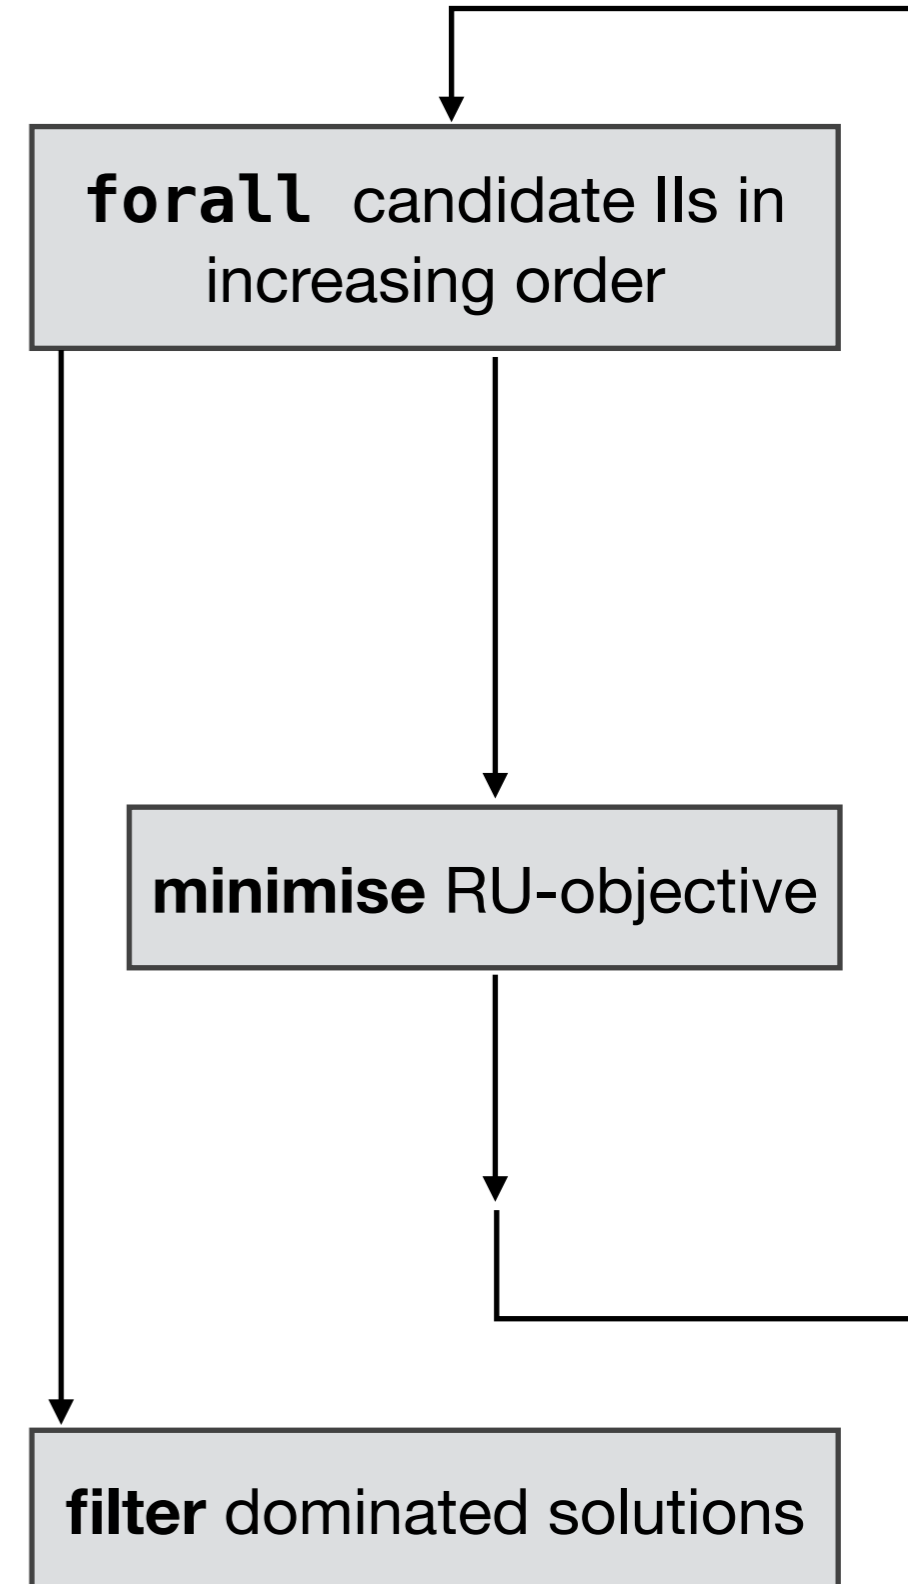 forall candidate IIs in
increasing order
minimise RU-objective
filter dominated solutions